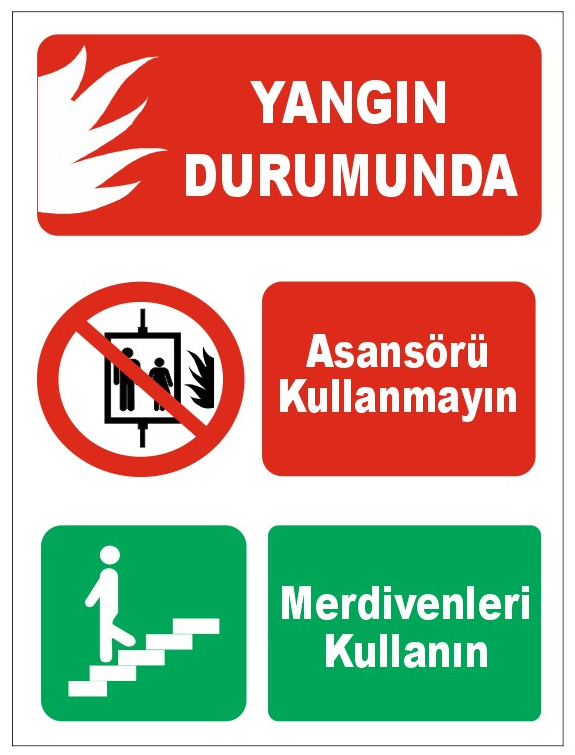 YANGIN
DURUMUNDA
Asansörü
Kullanmayın
Merdivenleri
Kullanın